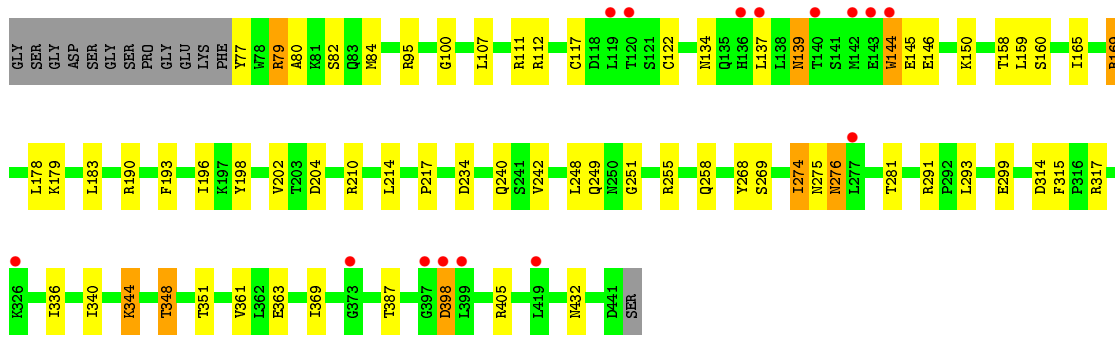 GLY SER GLY ASP SER GLY SER PRO GLY GLU LYS PHE Y77 W78 R79 A80 K81 S82 Q83 M84 R95 G100 L107 R111 R112 C117 D118 L119 T120 S121 C122 N134 Q135 H136 L137 L138 N139 T140 S141 M142 E143 W144 E145 E146 K150 T158 L159 S160 I165
L178 K179 L183 R190 F193 I196 K197 Y198 V202 T203 D204 R210 L214 P217 D234 Q240 S241 V242 L248 Q249 N250 G251 R255 Q258 Y268 S269 I274 N275 N276 L277 T281 R291 P292 L293 E299 D314 F315 P316 R317
K326 I336 I340 K344 T348 T351 V361 L362 E363 I369 G373 T387 G397 D398 L399 R405 L419 N432 D441 SER